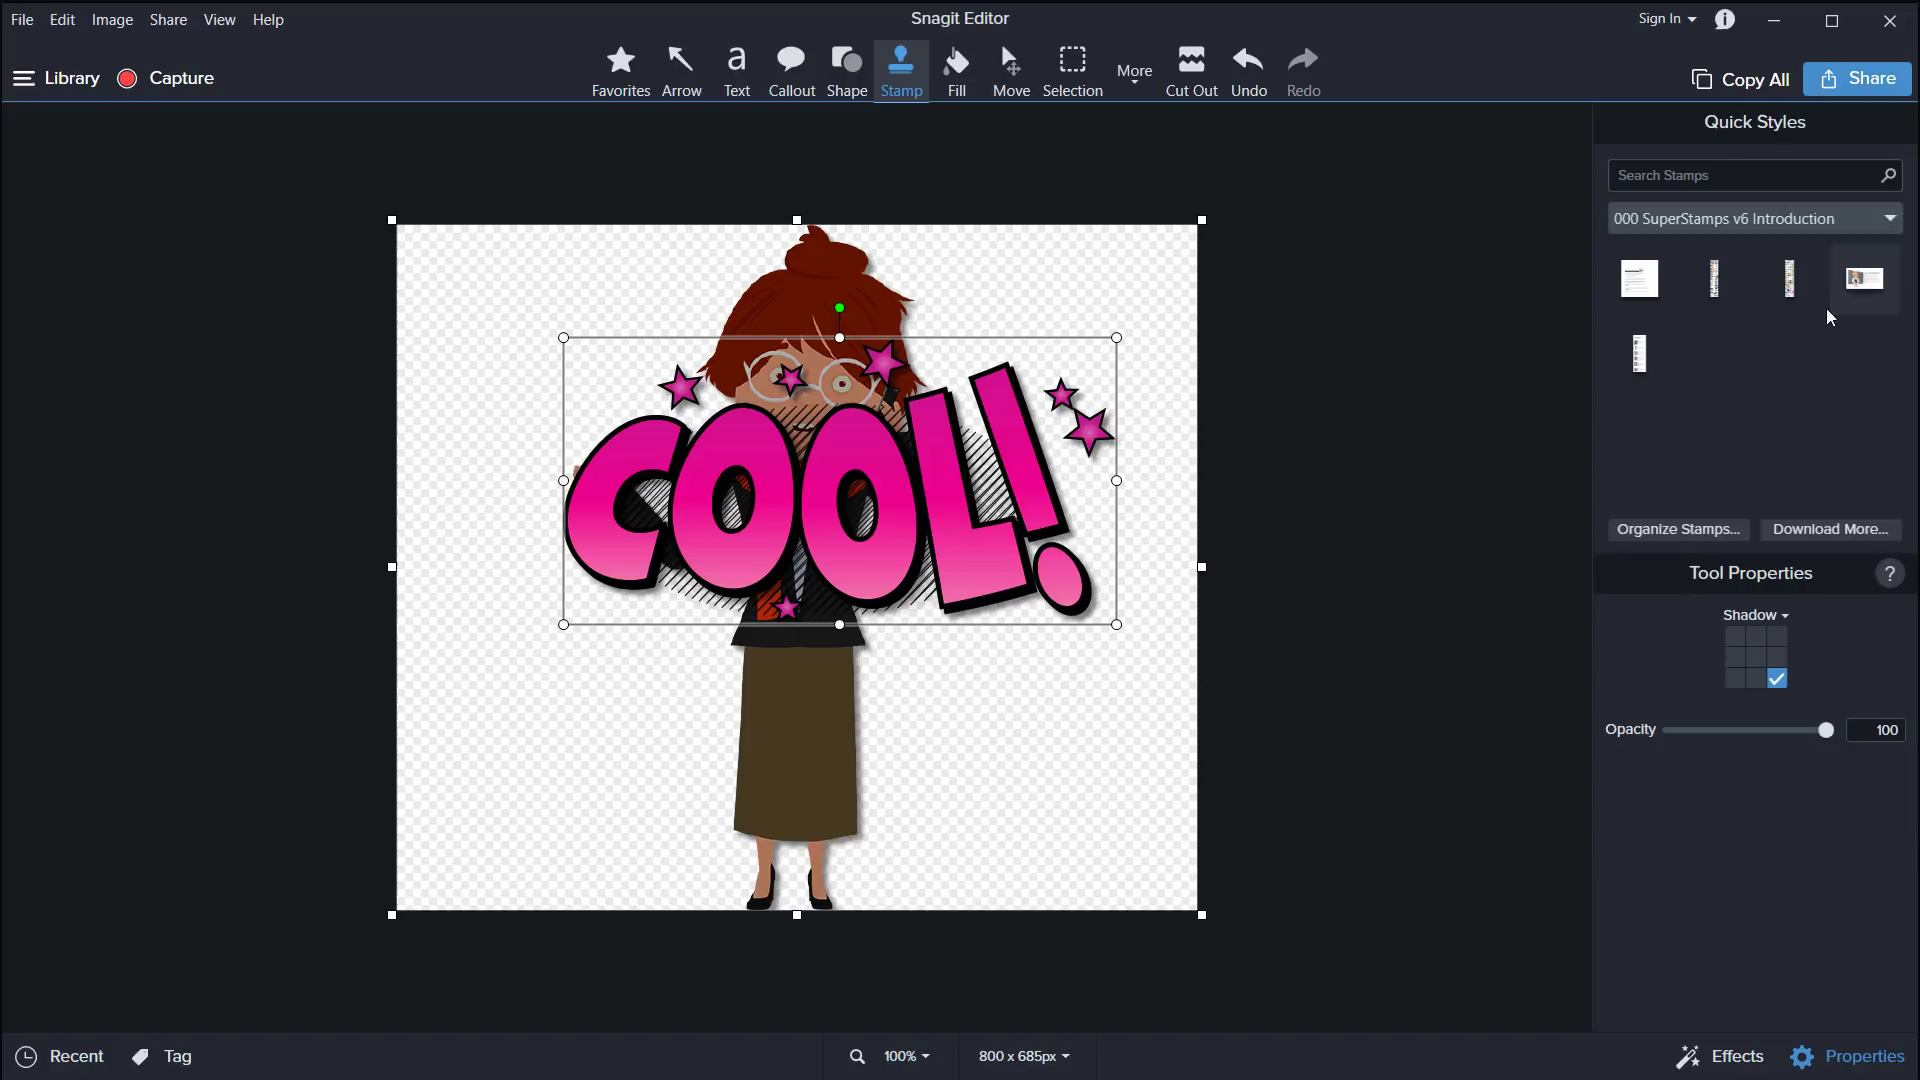 File Edit Image Share View Help
Snagit Editor
Sign In
Library
Capture
Favorites Arrow Text Callout Shape Stamp Fill Move Selection More Cut Out Undo Redo
Copy All
Share
Quick Styles
Search Stamps
000 SuperStamps v6 Introduction
COOL!
Organize Stamps...
Download More...
Tool Properties
?
Shadow
Opacity
100
Recent
Tag
100%
800 x 685px
Effects
Properties